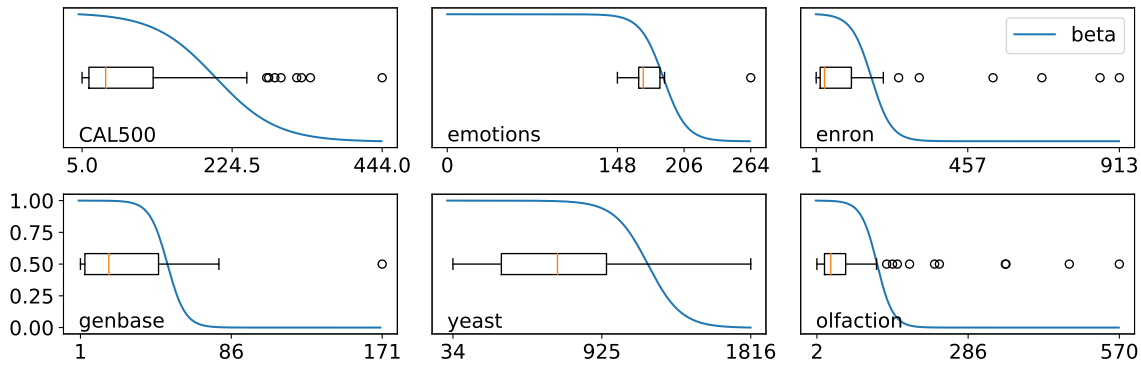 beta
CAL500
emotions
enron
5.0 224.5 444.0
0 148 206 264
1 457 913
1.00
0.75
0.50
0.25
0.00
genbase
yeast
olfaction
1 86 171
34 925 1816
2 286 570